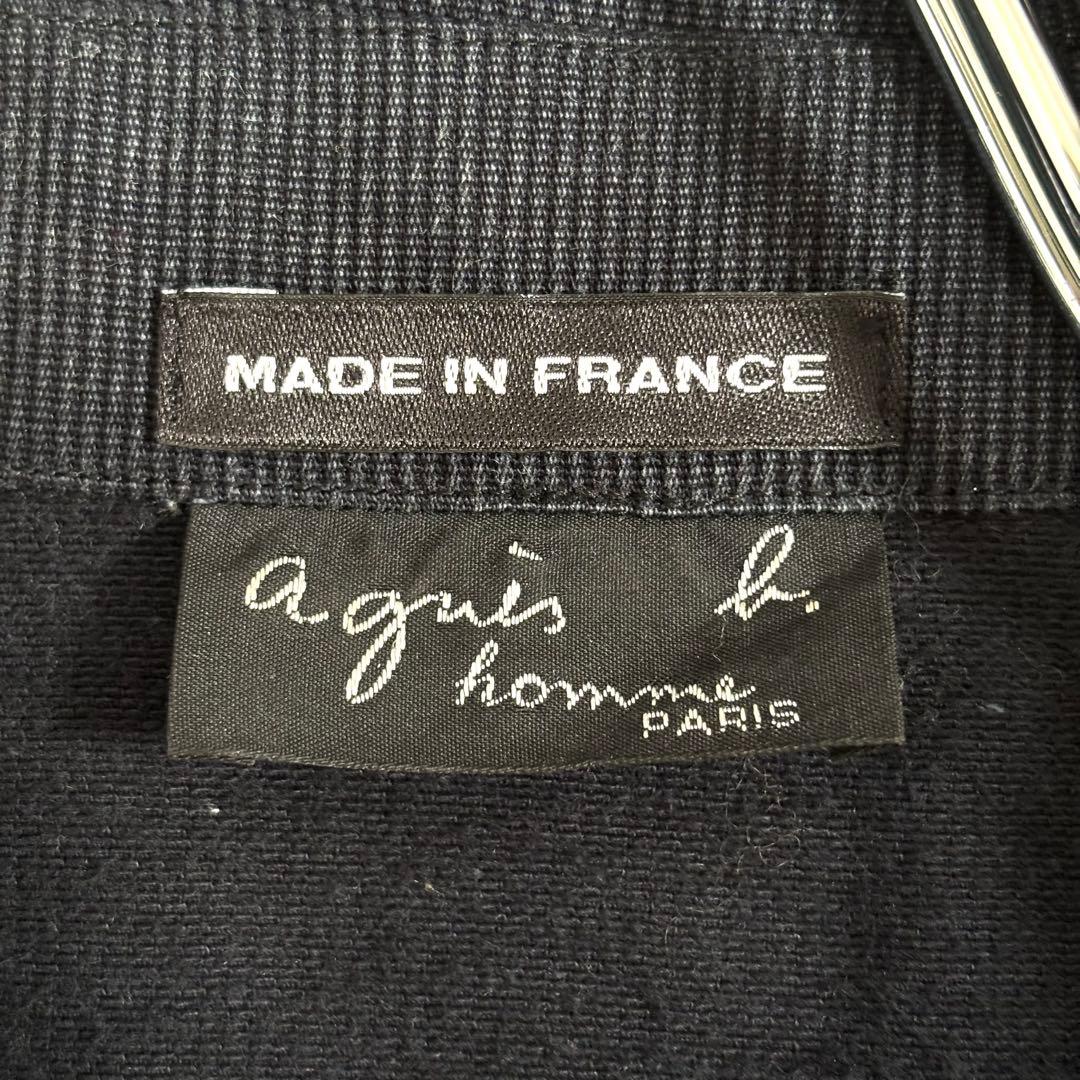 MADE IN FRANCE
agnès b.
homme
PARIS